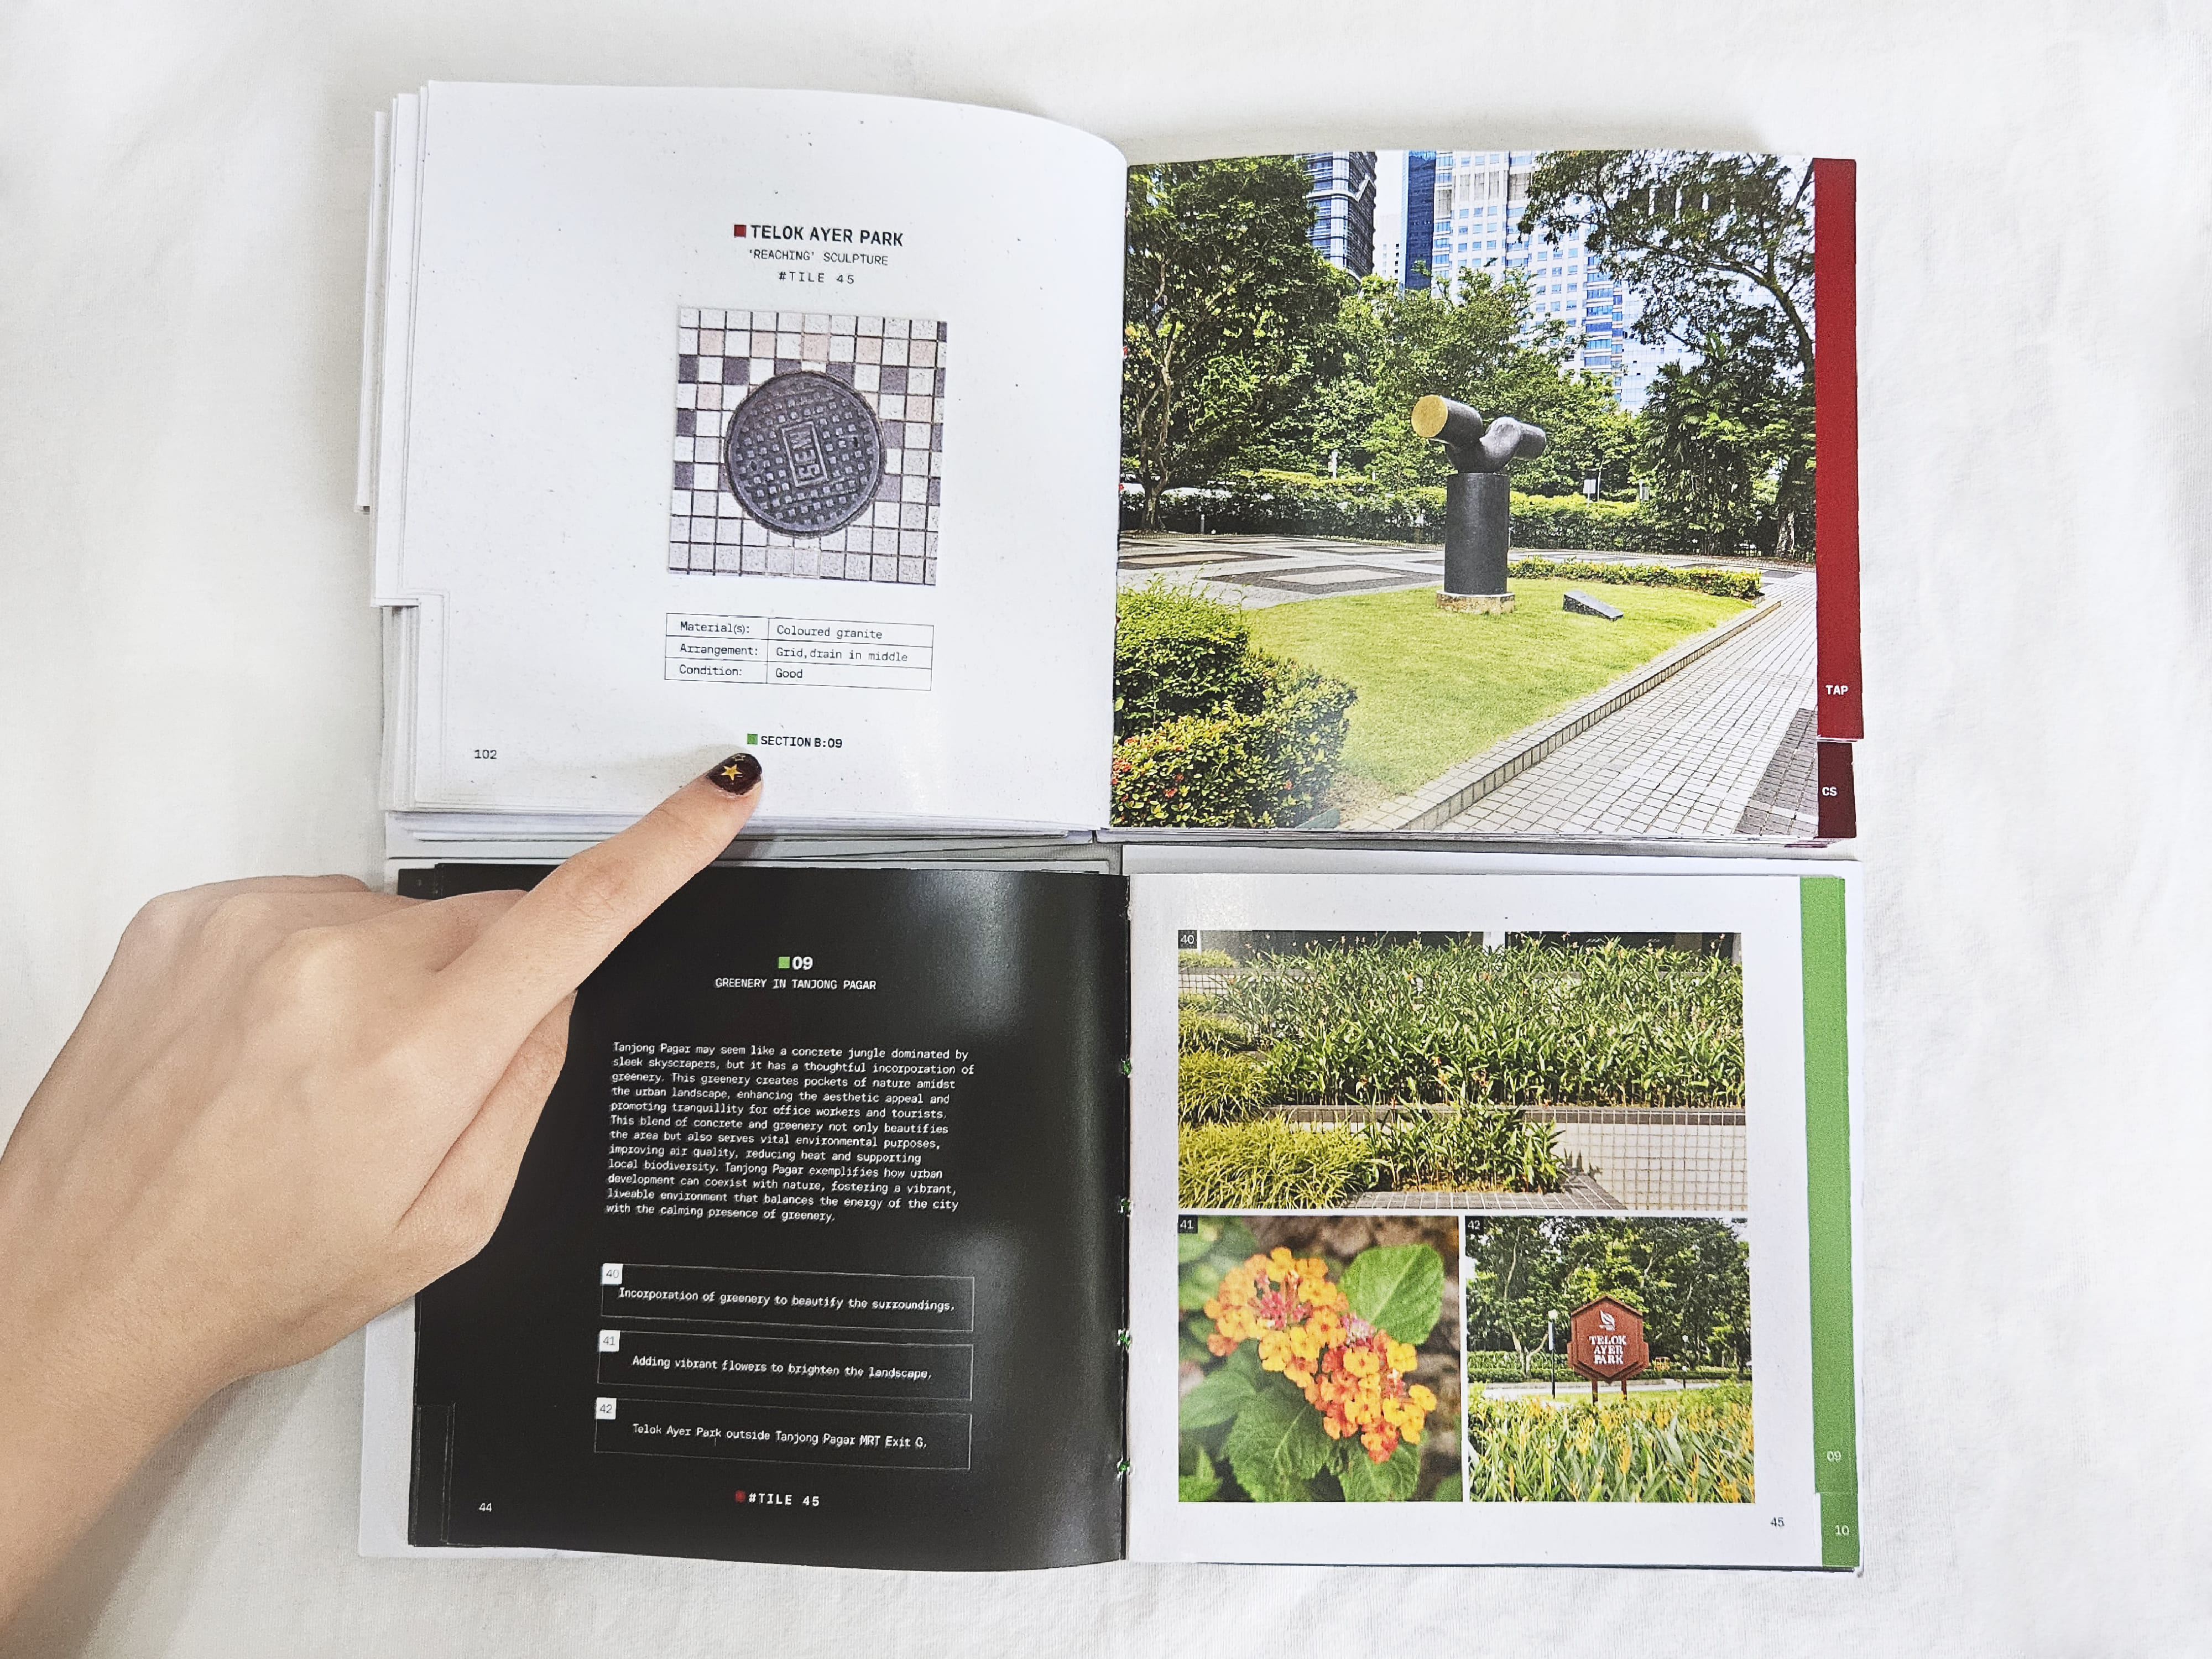 TELOK AYER PARK
'REACHING' SCULPTURE
#TILE 45
SEW
Material(s): Coloured granite
Arrangement: Grid, drain in middle
Condition: Good
SECTION B:09
102
TAP
CS
09
GREENERY IN TANJONG PAGAR
Tanjong Pagar may seem like a concrete jungle dominated by
sleek skyscrapers, but it has a thoughtful incorporation of
greenery. This greenery creates pockets of nature amidst
the urban landscape, enhancing the aesthetic appeal and
promoting tranquillity for office workers and tourists.
This blend of concrete and greenery not only beautifies
the area but also serves vital environmental purposes,
improving air quality, reducing heat and supporting
local biodiversity. Tanjong Pagar exemplifies how urban
development can coexist with nature, fostering a vibrant,
liveable environment that balances the energy of the city
with the calming presence of greenery.
40
Incorporation of greenery to beautify the surroundings.
41
Adding vibrant flowers to brighten the landscape.
42
Telok Ayer Park outside Tanjong Pagar MRT Exit G.
#TILE 45
44
40
41
42
TELOK
AYER
PARK
45
09
10